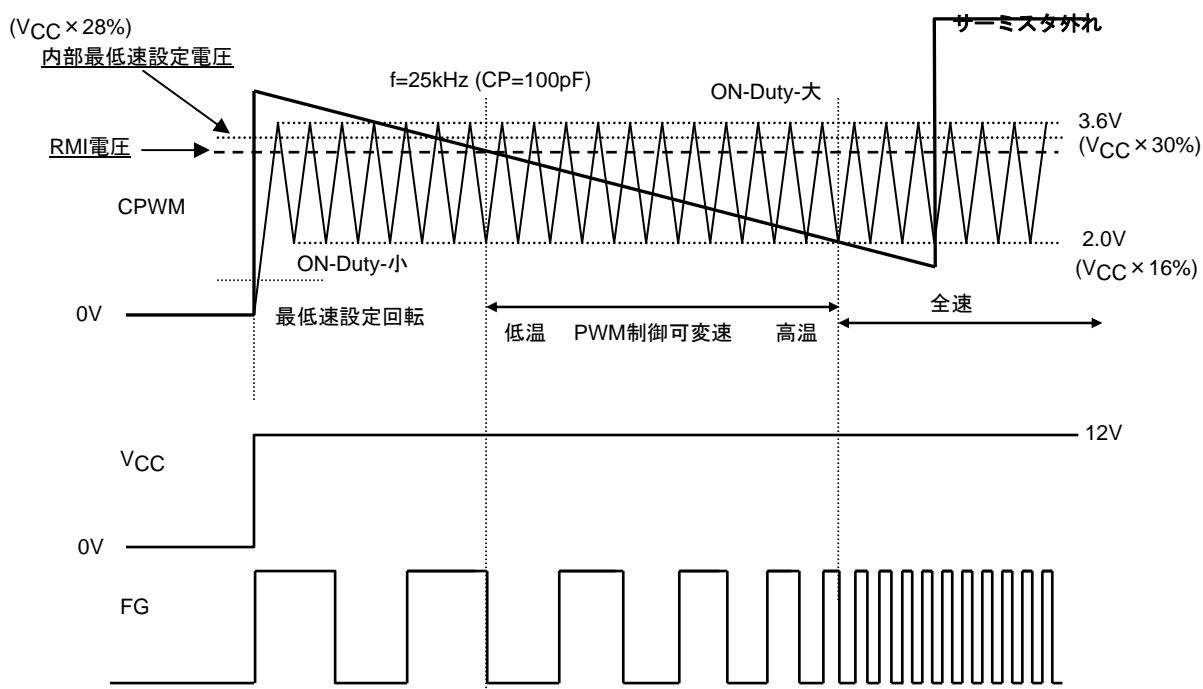 (VCC×28%)
サーミスタ外れ
内部最低速設定電圧
f=25kHz (CP=100pF)
ON-Duty-大
3.6V
(VCC×30%)
RMI電圧
CPWM
2.0V
(VCC×16%)
ON-Duty-小
0V
最低速設定回転
全速
低温 PWM制御可変速 高温
12V
VCC
0V
FG